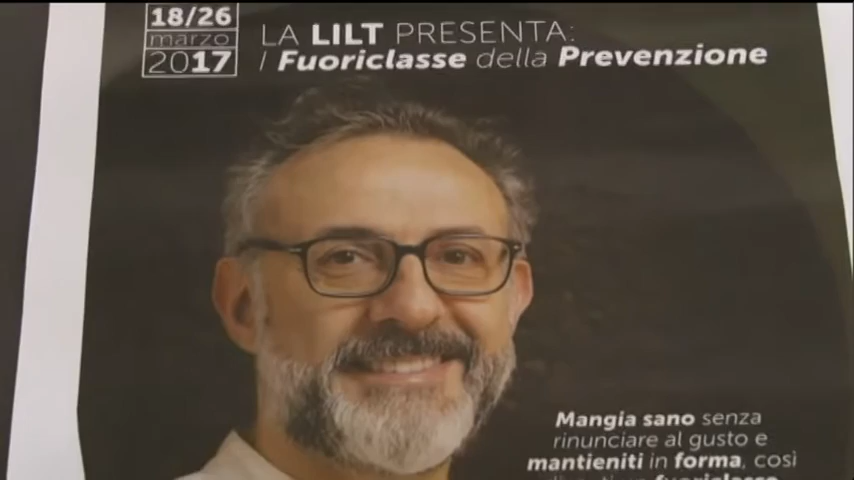 18/26
marzo
2017
LA LILT PRESENTA:
I Fuoriclasse della Prevenzione
Mangia sano senza
rinunciare al gusto e
mantieniti in forma, così
fuoriclasse